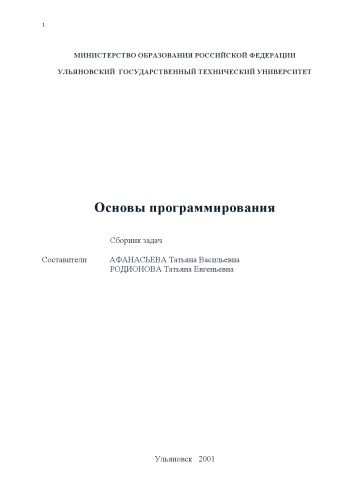 1
МИНИСТЕРСТВО ОБРАЗОВАНИЯ РОССИЙСКОЙ ФЕДЕРАЦИИ
УЛЬЯНОВСКИЙ ГОСУДАРСТВЕННЫЙ ТЕХНИЧЕСКИЙ УНИВЕРСИТЕТ
Основы программирования
Сборник задач
Составители АФАНАСЬЕВА Татьяна Васильевна
РОДИОНОВА Татьяна Евгеньевна
Ульяновск 2001